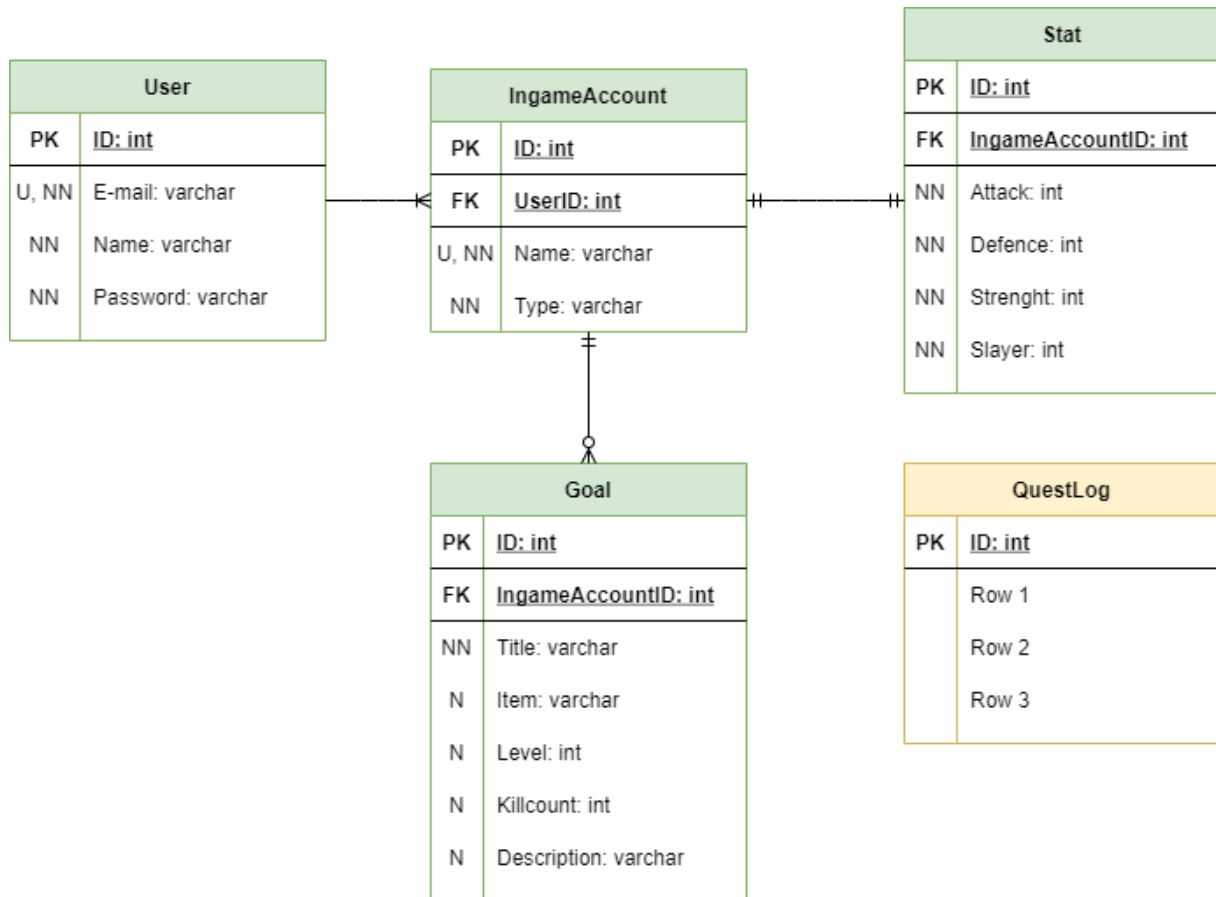 User
PK ID: int
U, NN E-mail: varchar
NN Name: varchar
NN Password: varchar
IngameAccount
PK ID: int
FK UserID: int
U, NN Name: varchar
NN Type: varchar
Stat
PK ID: int
FK IngameAccountID: int
NN Attack: int
NN Defence: int
NN Strenght: int
NN Slayer: int
Goal
PK ID: int
FK IngameAccountID: int
NN Title: varchar
N Item: varchar
N Level: int
N Killcount: int
N Description: varchar
QuestLog
PK ID: int
Row 1
Row 2
Row 3